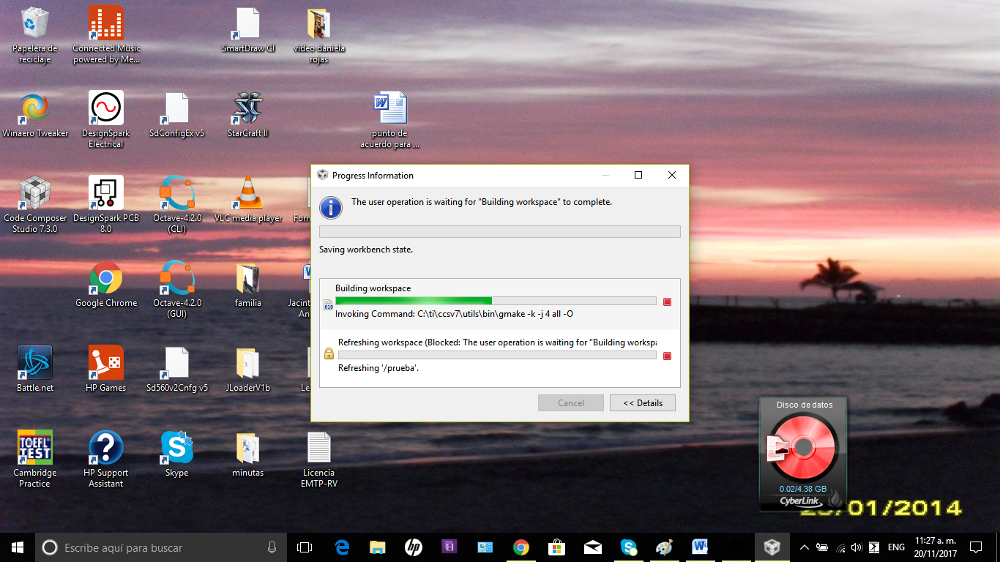 Papelera de
reciclaje
Connected Music
powered by Me...
SmartDraw CI
video daniela
rojas
Winaero Tweaker
DesignSpark
Electrical
SdConfigEx v5
StarCraft II
punto de
acuerdo para ...
Code Composer
Studio 7.3.0
DesignSpark PCB
8.0
Octave-4.2.0
(CLI)
VLC media player
Forn
Google Chrome
Octave-4.2.0
(GUI)
familia
Jacint
An
Battle.net
HP Games
Sd560v2Cnfg v5
JLoaderV1b
Le
TOEFL
TEST
Cambridge
Practice
HP Support
Assistant
Skype
minutas
Licencia
EMTP-RV
Progress Information
The user operation is waiting for "Building workspace" to complete.
Saving workbench state.
Building workspace
010
Invoking Command: C:\ti\ccsv7\utils\bin\gmake -k -j 4 all -O
Refreshing workspace (Blocked: The user operation is waiting for "Building workspa
Refreshing '/prueba'.
Cancel
<< Details
Disco de datos
0.02/4.38 GB
CyberLink
/01/2014
Escribe aquí para buscar
ENG
11:27 a. m.
20/11/2017